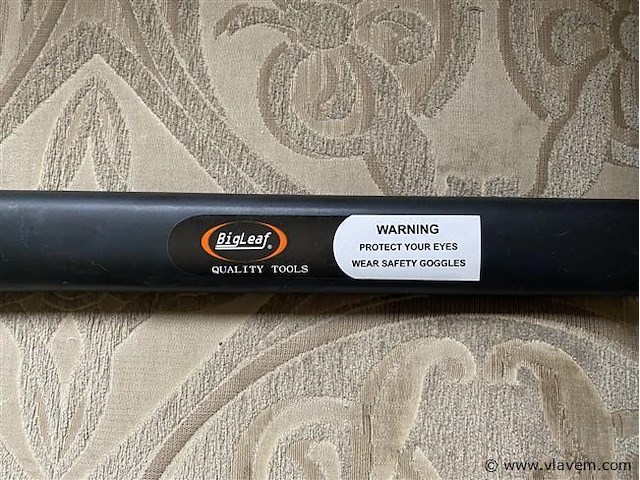 BigLeaf®
QUALITY TOOLS
WARNING
PROTECT YOUR EYES
WEAR SAFETY GOGGLES
© www.vlavem.com